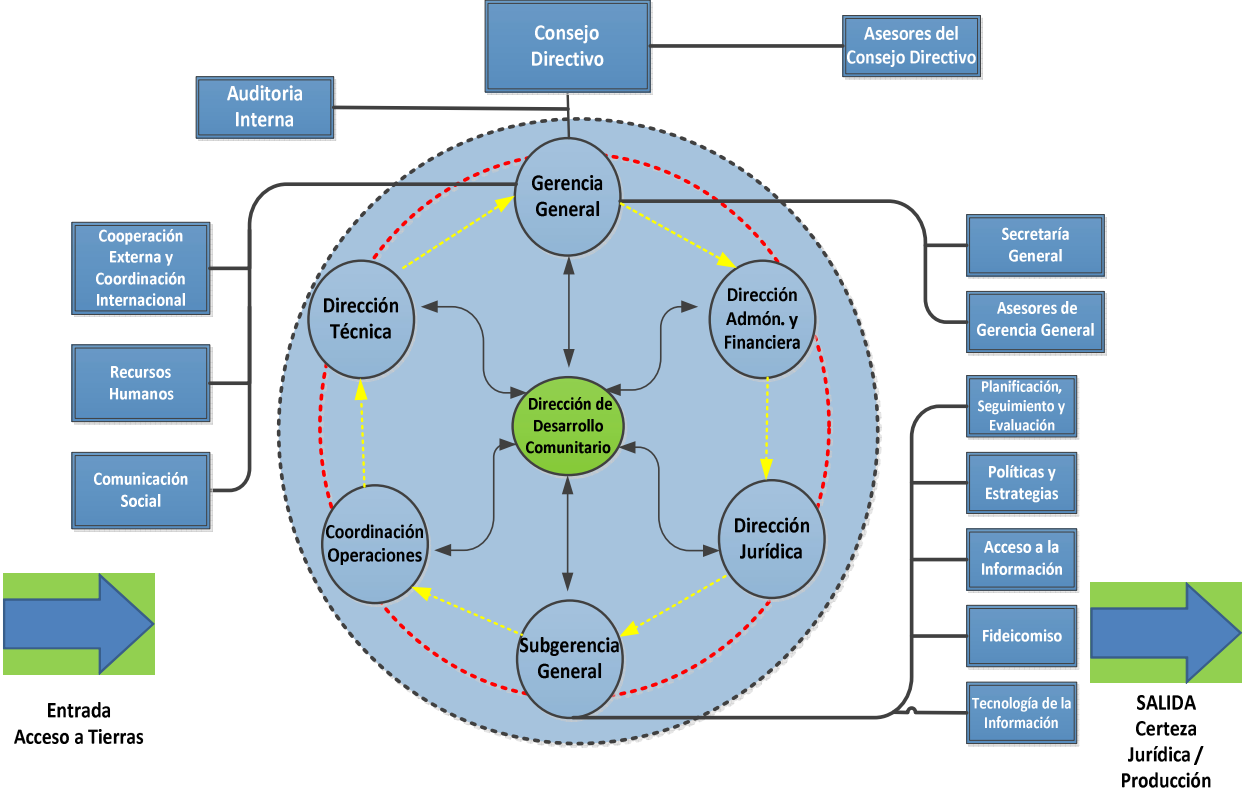 Consejo
Directivo
Asesores del
Consejo Directivo
Auditoria
Interna
Gerencia
General
Cooperación
Externa y
Coordinación
Internacional
Recursos
Humanos
Comunicación
Social
Secretaría
General
Asesores de
Gerencia General
Dirección
Técnica
Dirección
Admón. y
Financiera
Dirección de
Desarrollo
Comunitario
Coordinación
Operaciones
Dirección
Jurídica
Subgerencia
General
Planificación,
Seguimiento y
Evaluación
Políticas y
Estrategias
Acceso a la
Información
Fideicomiso
Tecnología de la
Información
Entrada
Acceso a Tierras
SALIDA
Certeza
Jurídica /
Producción